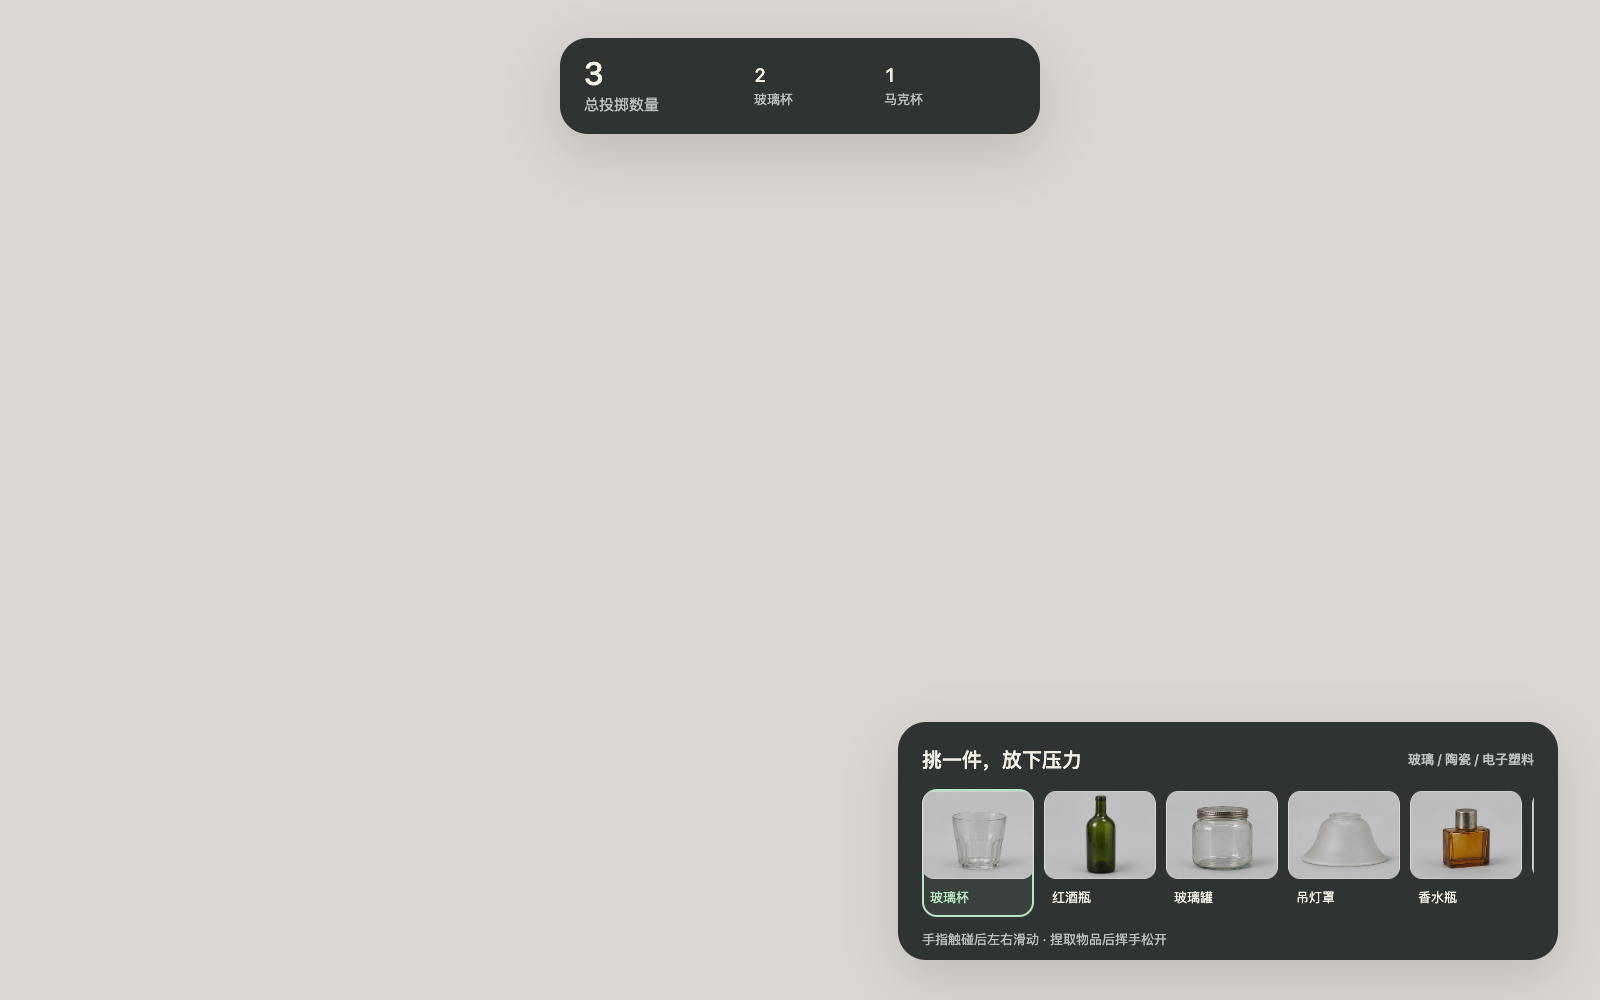 3
总投掷数量
2
玻璃杯
1
马克杯
挑一件，放下压力
玻璃 / 陶瓷 / 电子塑料
玻璃杯
红酒瓶
玻璃罐
吊灯罩
香水瓶
手指触碰后左右滑动 · 捏取物品后挥手松开